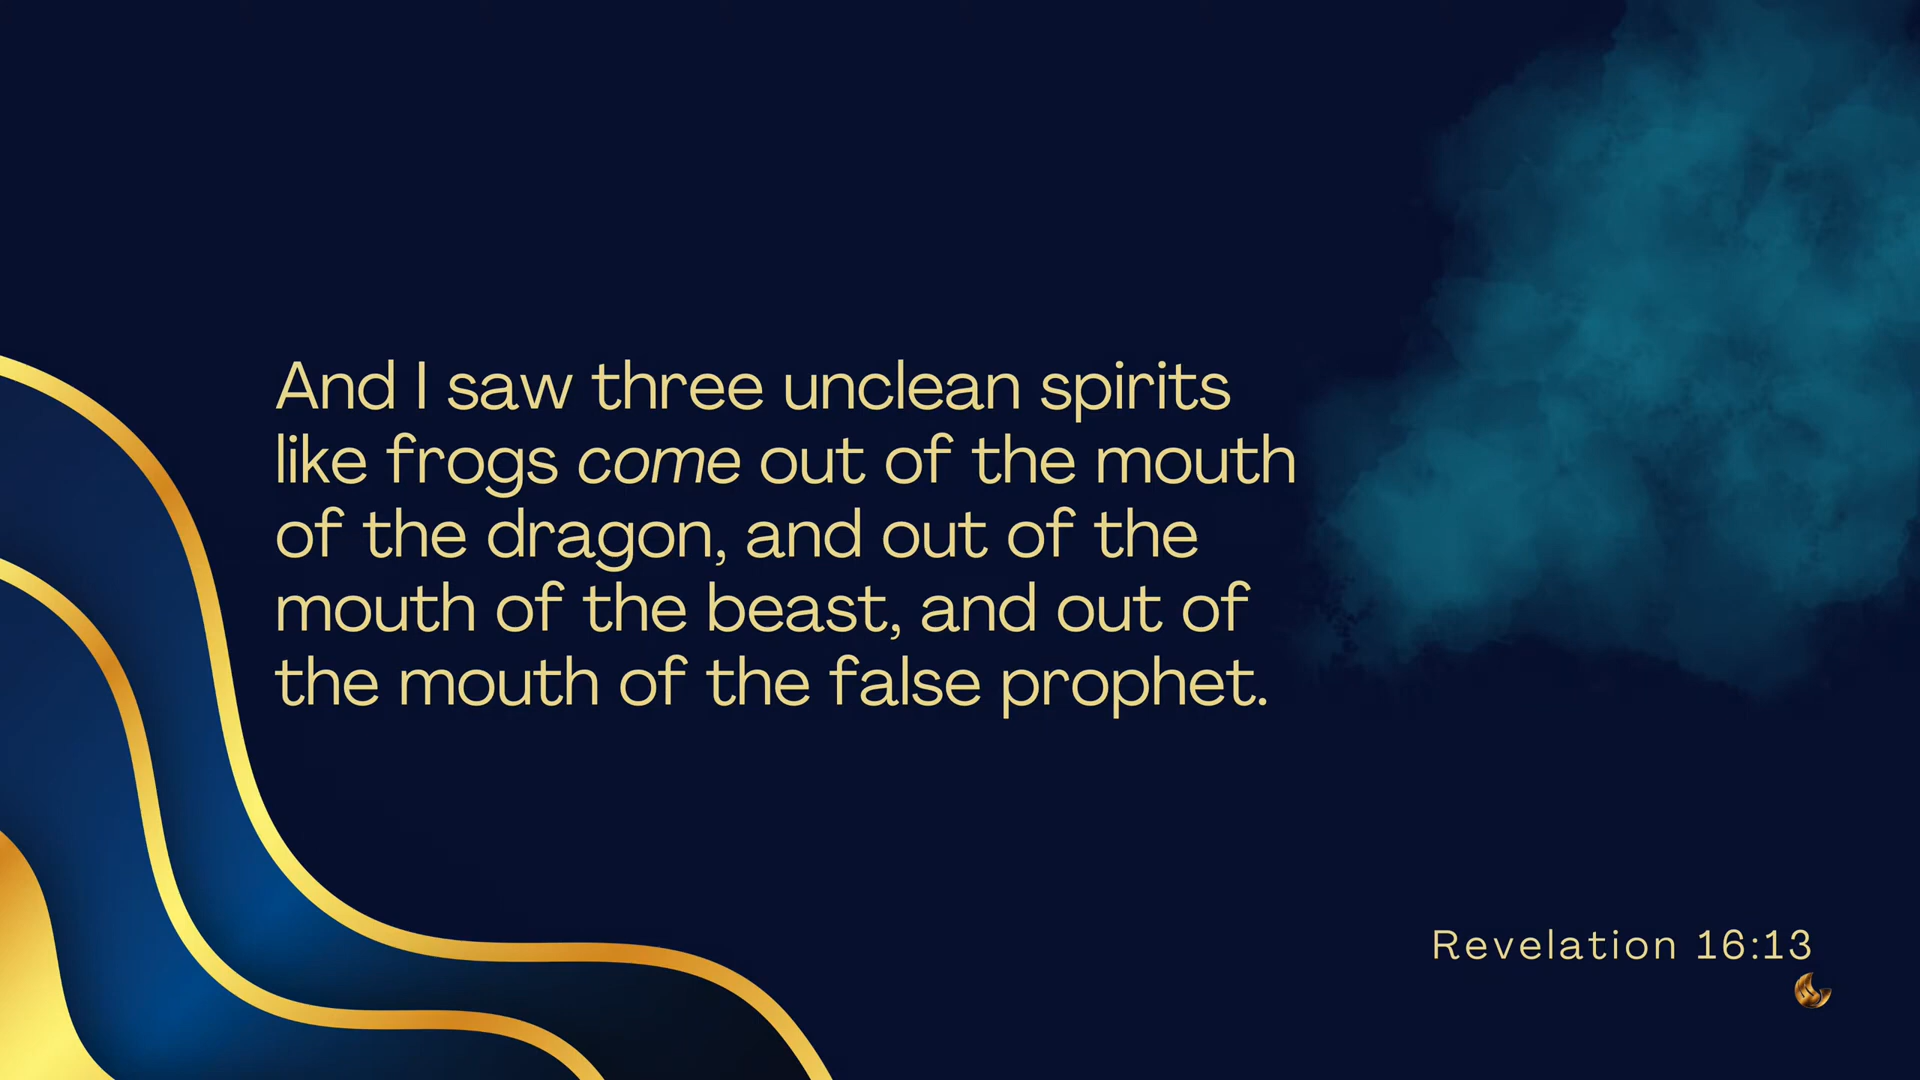 And I saw three unclean spirits
like frogs come out of the mouth
of the dragon, and out of the
mouth of the beast, and out of
the mouth of the false prophet.
Revelation 16:13